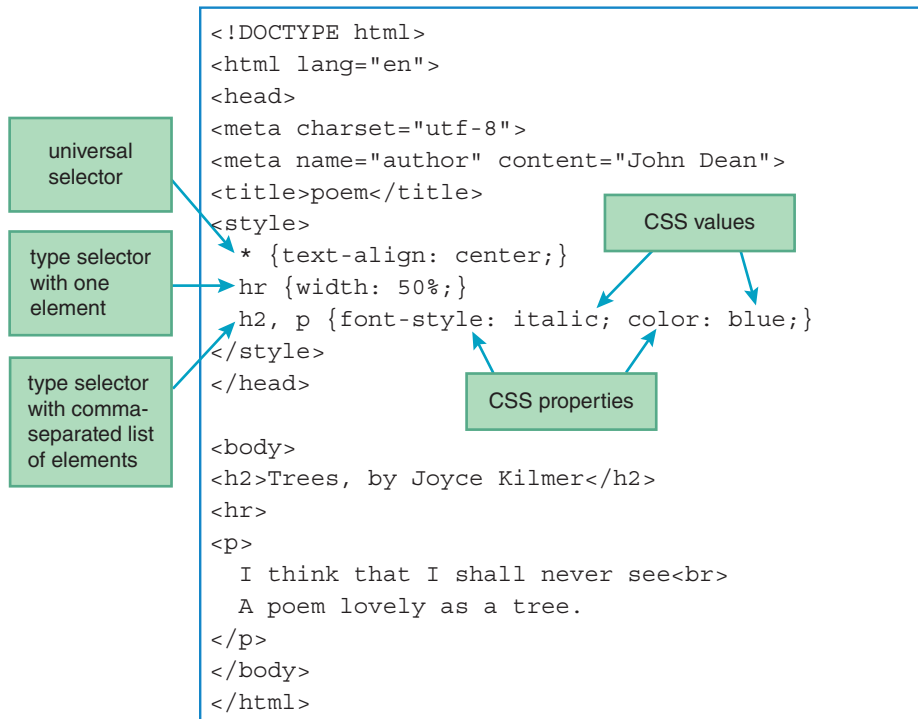 <!DOCTYPE html>
<html lang="en">
<head>
<meta charset="utf-8">
<meta name="author" content="John Dean">
<title>poem</title>
<style>
* {text-align: center;}
hr {width: 50%;}
h2, p {font-style: italic; color: blue;}
</style>
</head>
<body>
<h2>Trees, by Joyce Kilmer</h2>
<hr>
<p>
I think that I shall never see<br>
A poem lovely as a tree.
</p>
</body>
</html>
universal
selector
type selector
with one
element
type selector
with comma-
separated list
of elements
CSS values
CSS properties